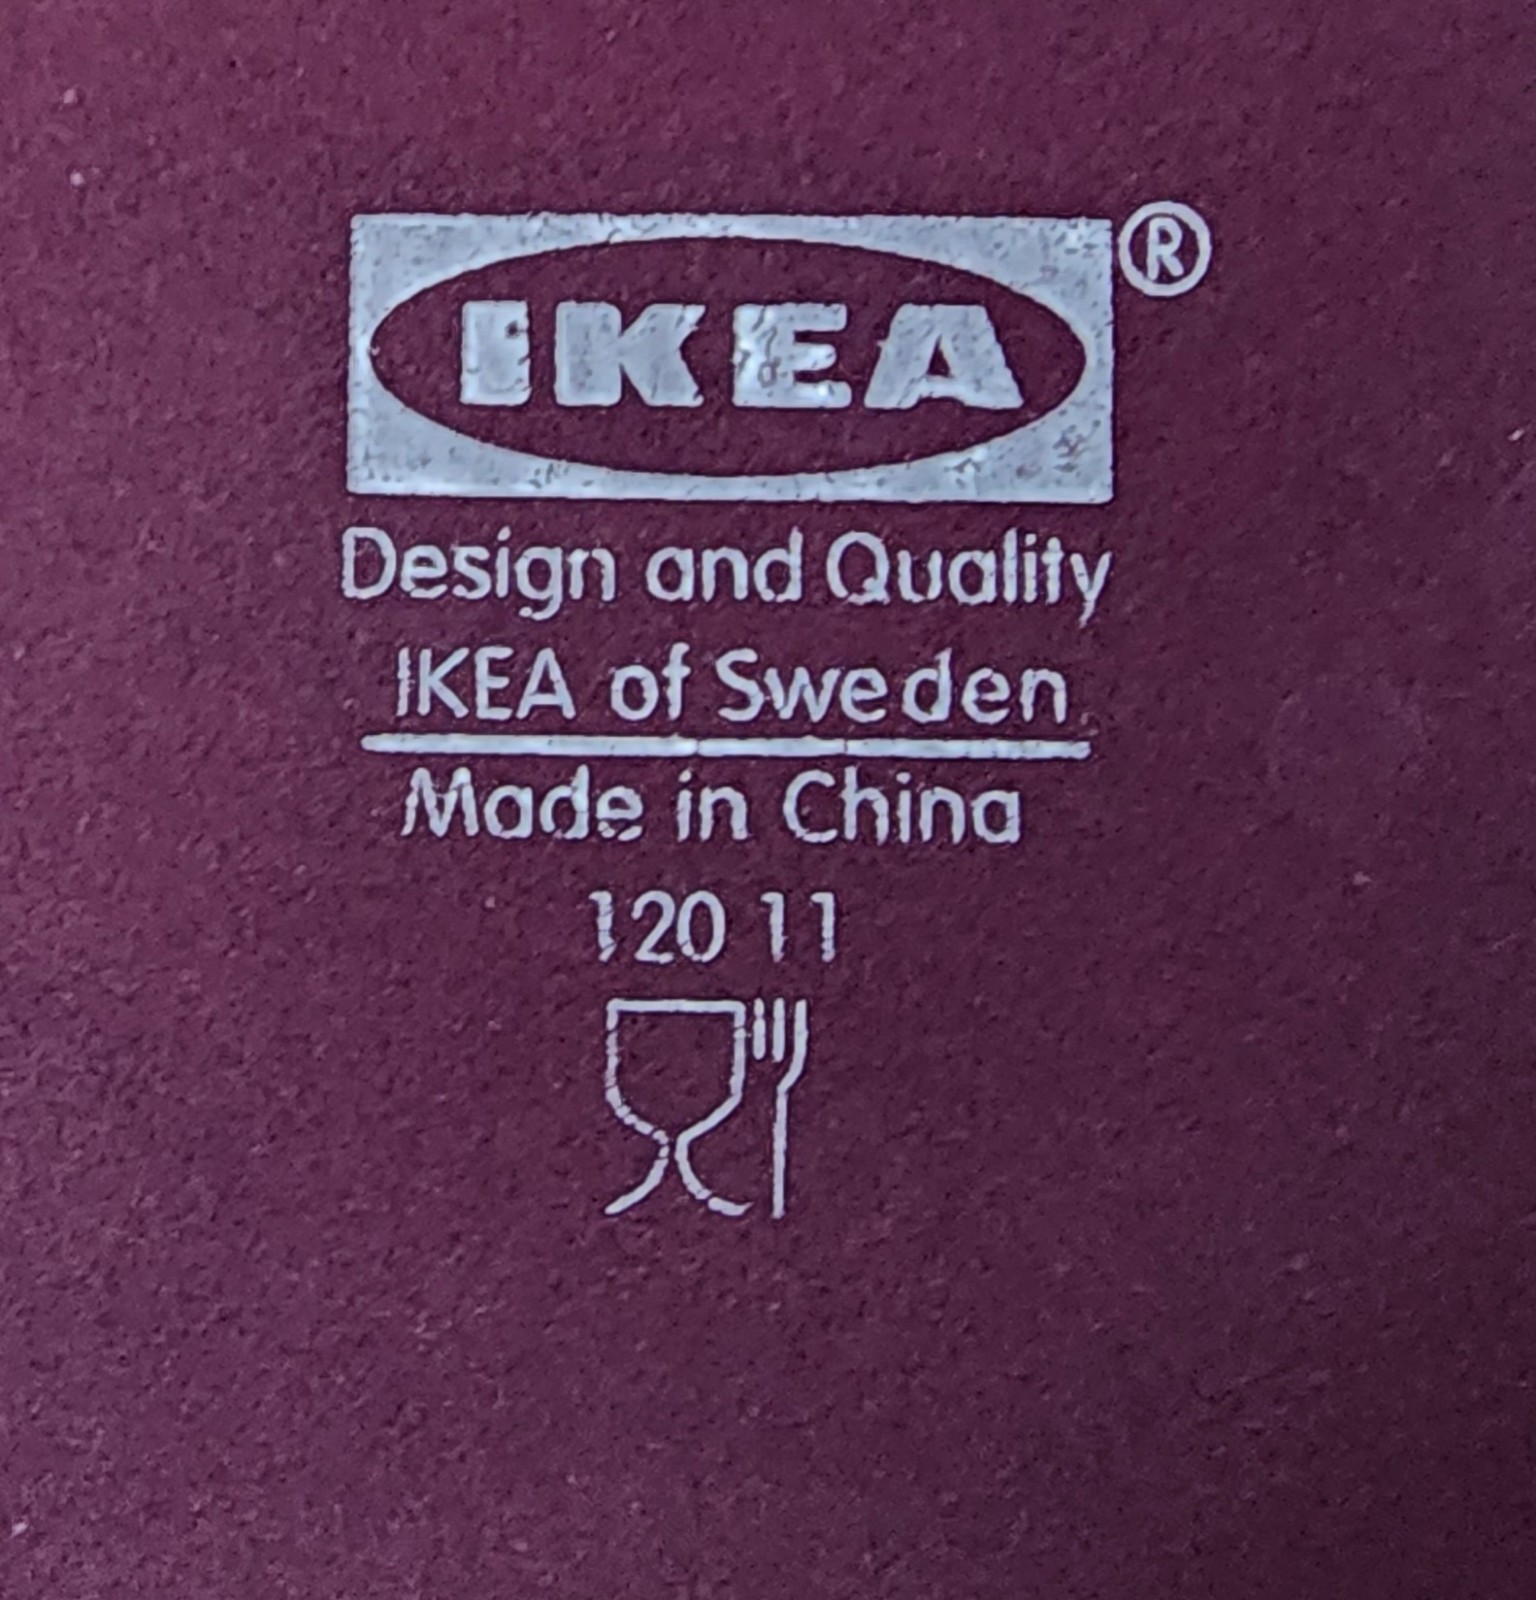 IKEA®
Design and Quality
IKEA of Sweden
Made in China
120 11